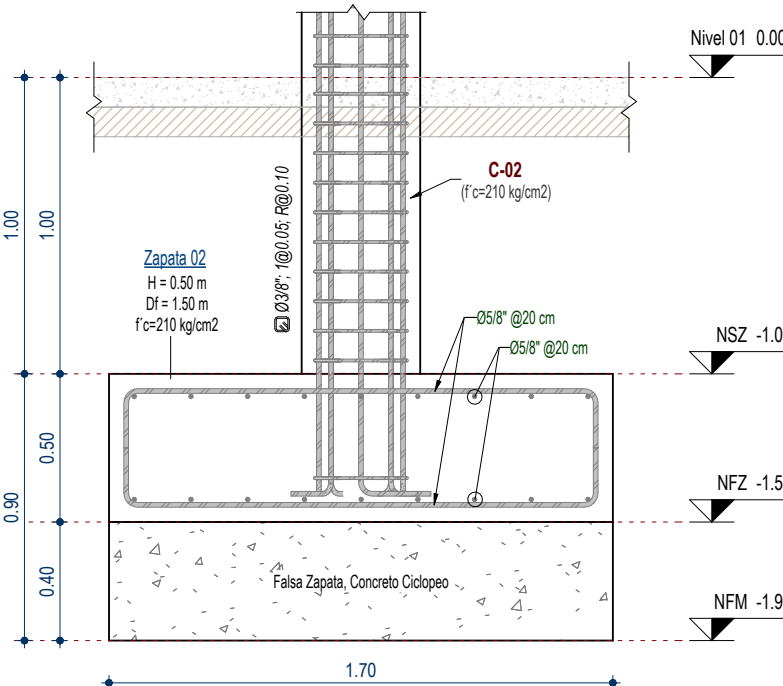 Nivel 01 0.00
C-02
(f´c=210 kg/cm2)
1.00
1.00
Ø3/8"; 1@0.05; R@0.10
Zapata 02
H = 0.50 m
Df = 1.50 m
f´c=210 kg/cm2
Ø5/8" @20 cm
Ø5/8" @20 cm
NSZ -1.0
0.50
0.90
NFZ -1.5
0.40
Falsa Zapata, Concreto Ciclopeo
NFM -1.9
1.70